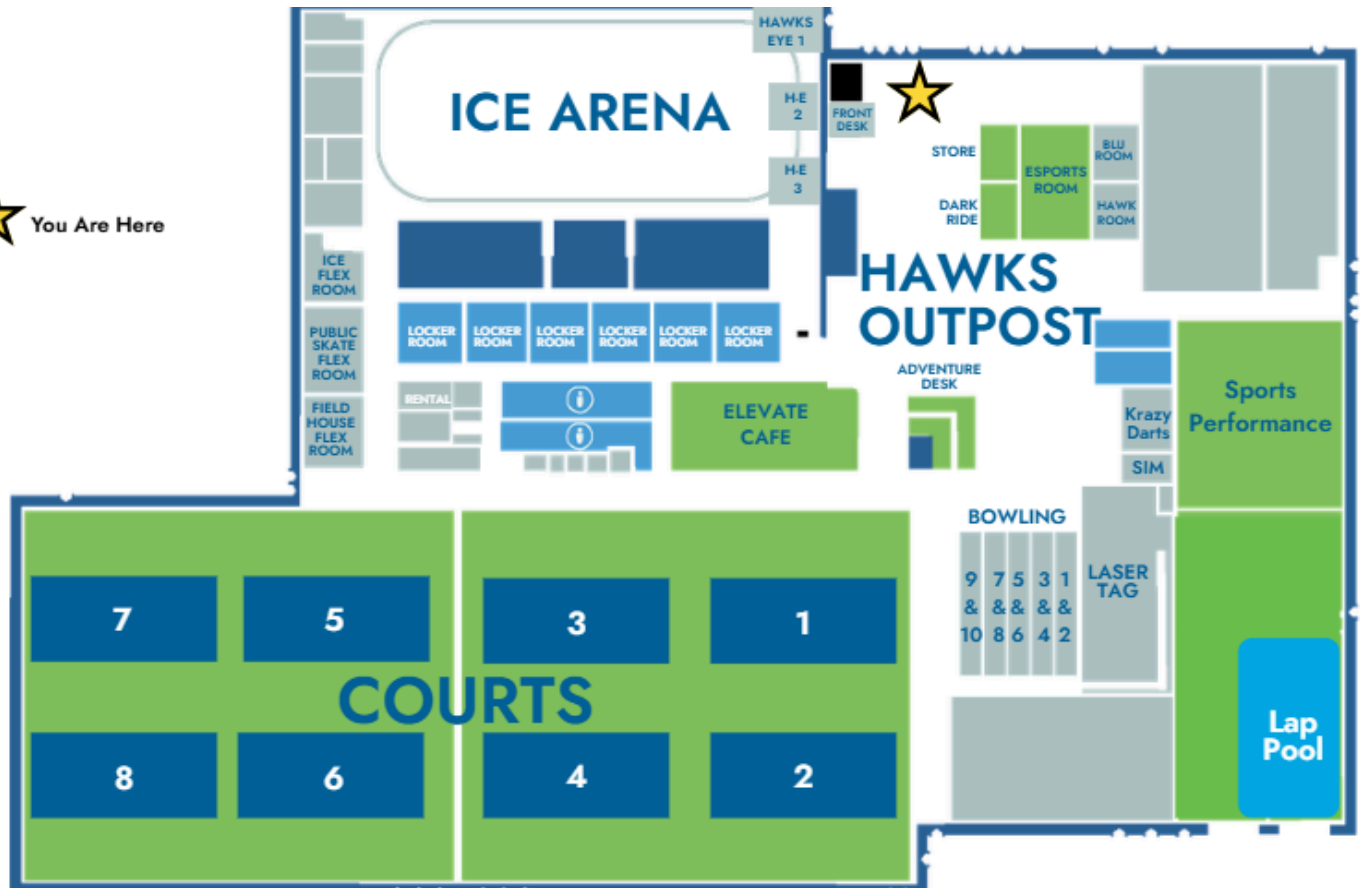 HAWKS
EYE 1
ICE ARENA
H-E
2
FRONT
DESK
STORE
BLU
ROOM
ESPORTS
ROOM
H-E
3
DARK
RIDE
HAWK
ROOM
You Are Here
ICE
FLEX
ROOM
HAWKS
OUTPOST
PUBLIC
SKATE
FLEX
ROOM
LOCKER
ROOM
LOCKER
ROOM
LOCKER
ROOM
LOCKER
ROOM
LOCKER
ROOM
LOCKER
ROOM
ADVENTURE
DESK
Sports
Performance
RENTAL
ELEVATE
CAFE
Krazy
Darts
FIELD
HOUSE
FLEX
ROOM
SIM
BOWLING
9
&
10
7
&
8
5
&
6
3
&
4
1
&
2
LASER
TAG
7
5
3
1
COURTS
8
6
4
2
Lap
Pool